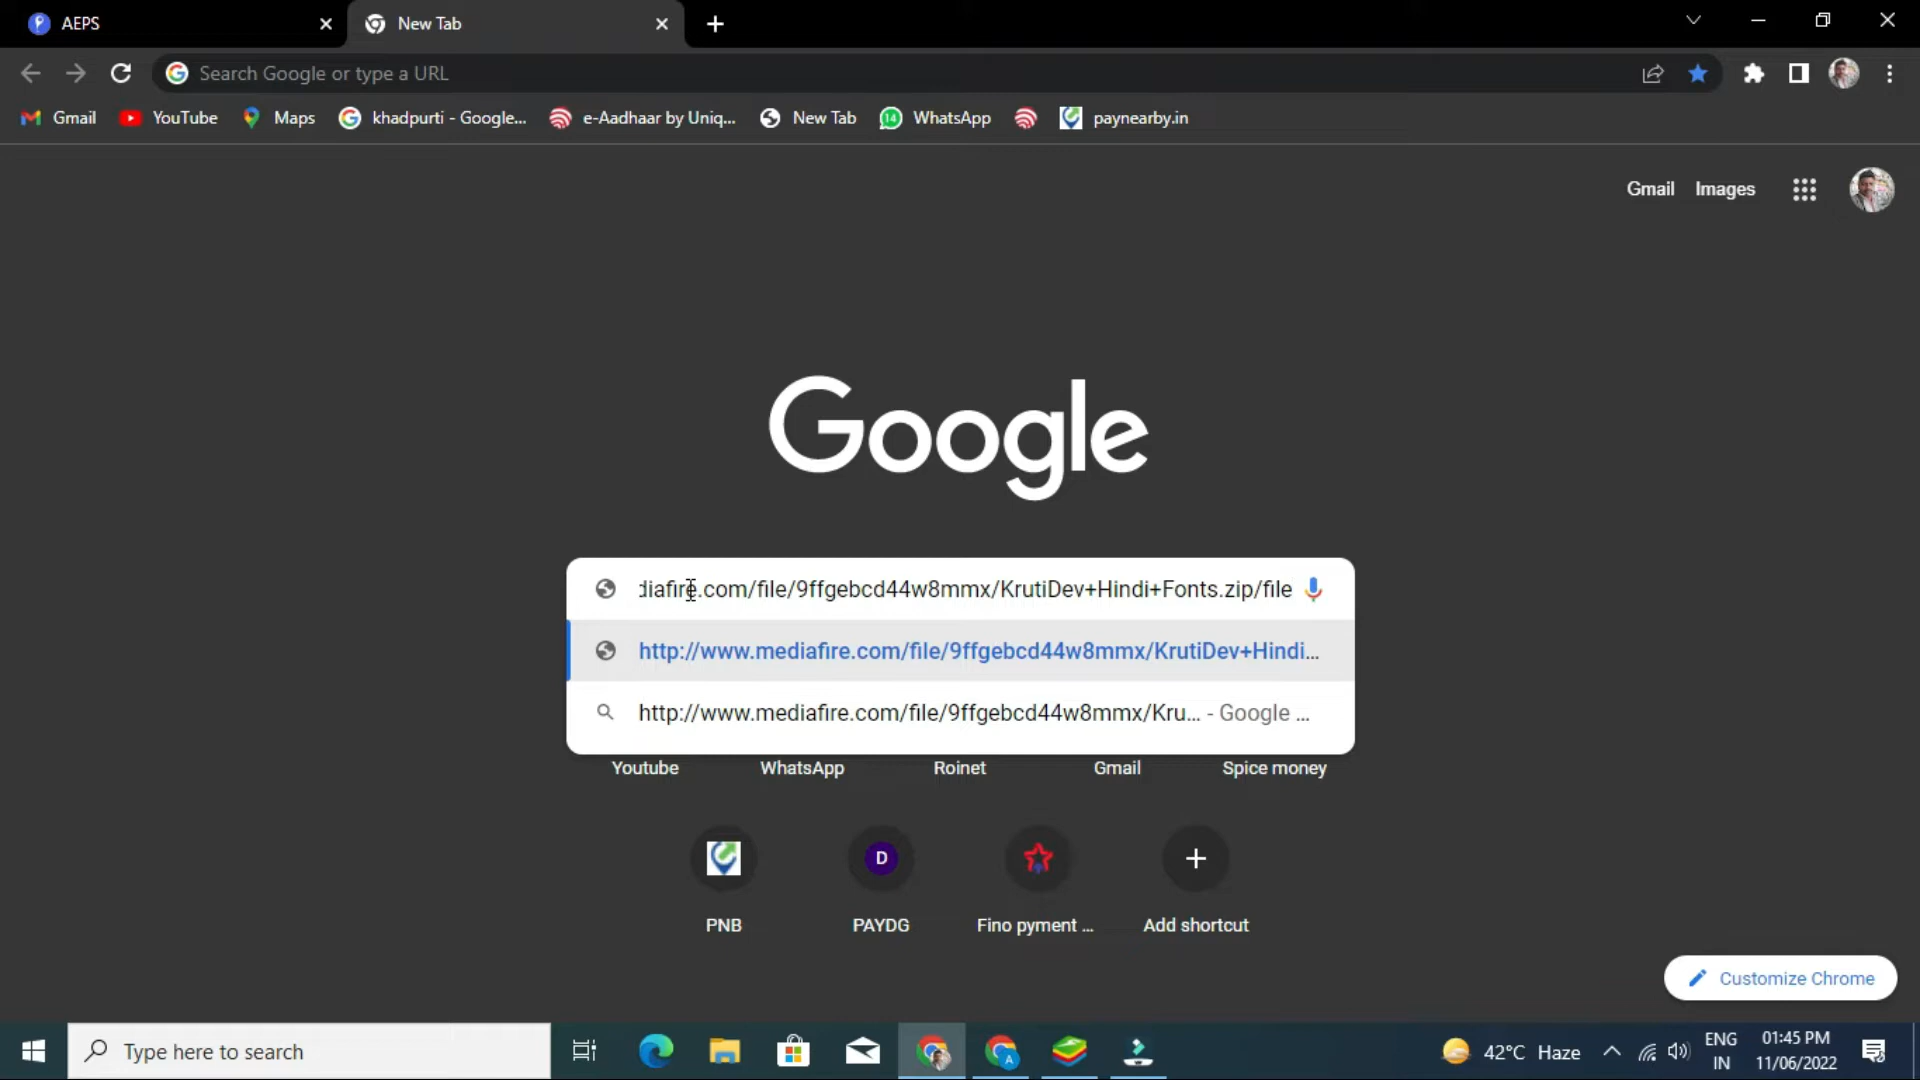 AEPS
New Tab
Search Google or type a URL
Gmail
YouTube
Maps
khadpurti - Google...
e-Aadhaar by Uniq...
New Tab
14
WhatsApp
paynearby.in
Gmail
Images
Google
diafire.com/file/9ffgebcd44w8mmx/KrutiDev+Hindi+Fonts.zip/file
http://www.mediafire.com/file/9ffgebcd44w8mmx/KrutiDev+Hindi...
http://www.mediafire.com/file/9ffgebcd44w8mmx/Kru... - Google ...
Youtube
WhatsApp
Roinet
Gmail
Spice money
D
PNB
PAYDG
Fino pyment ...
Add shortcut
Customize Chrome
Type here to search
A
42°C Haze
ENG
IN
01:45 PM
11/06/2022